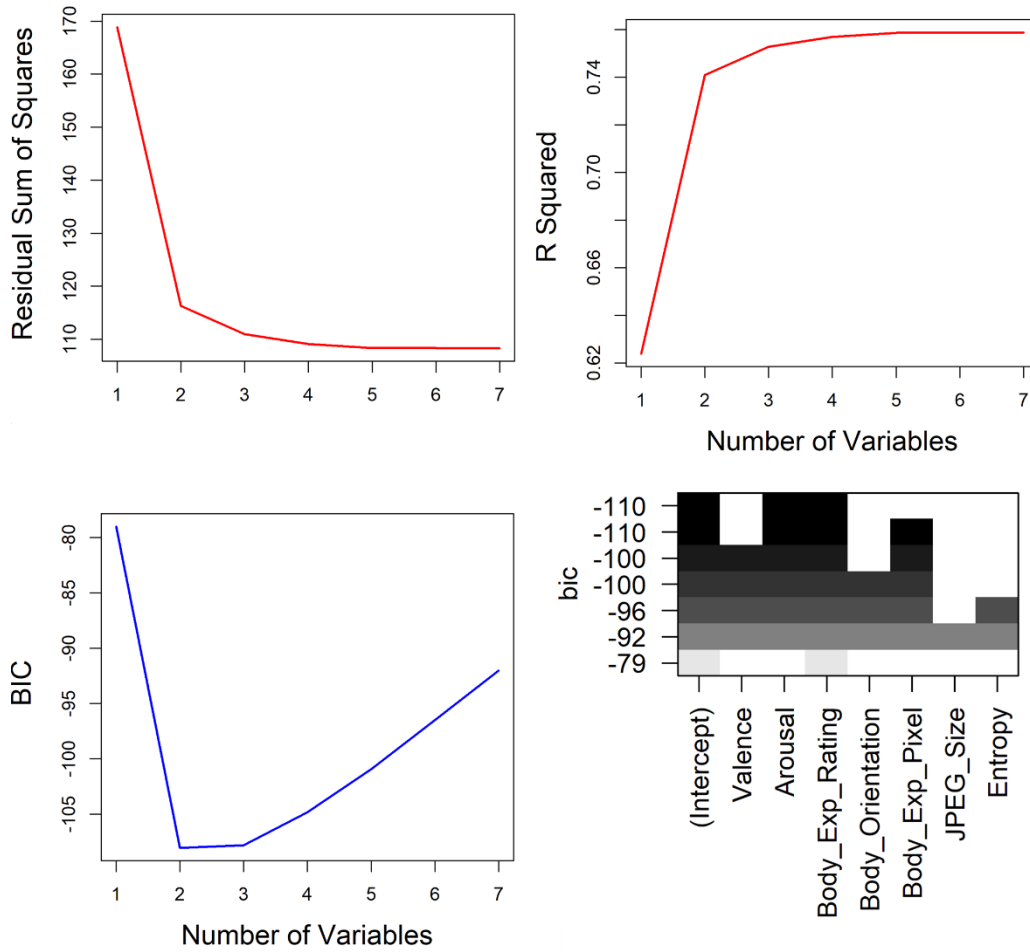 Residual Sum of Squares
170
160
150
140
130
120
110
1 2 3 4 5 6 7
R Squared
0.74
0.70
0.66
0.62
1 2 3 4 5 6 7
Number of Variables
BIC
-80
-85
-90
-95
-100
-105
1 2 3 4 5 6 7
Number of Variables
bic
-110
-110
-100
-100
-96
-92
-79
(Intercept)
Valence
Arousal
Body_Exp_Rating
Body_Orientation
Body_Exp_Pixel
JPEG_Size
Entropy